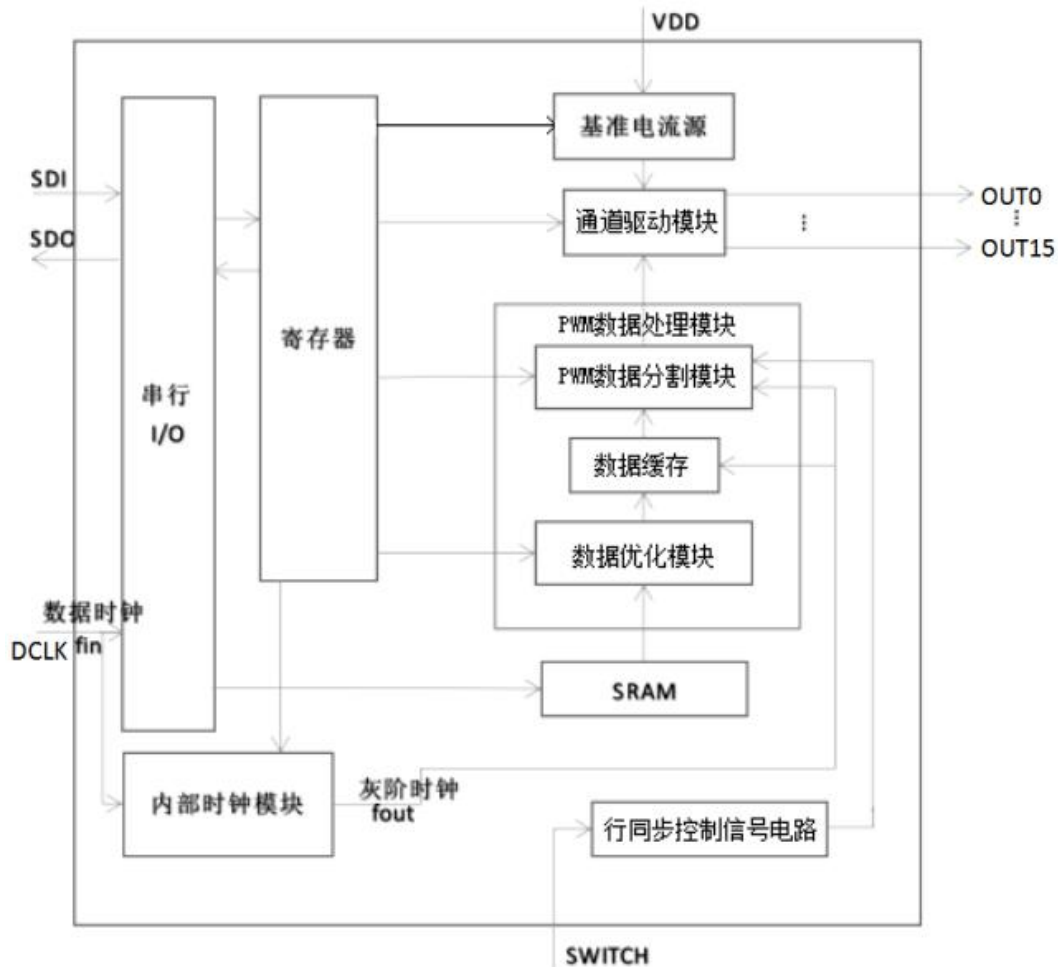 VDD
基准电流源
SDI
OUT0
通道驱动模块
SDO
OUT15
PWM数据处理模块
寄存器
PWM数据分割模块
串行
I/O
数据缓存
数据优化模块
数据时钟
DCLK fin
SRAM
灰阶时钟
内部时钟模块
fout
行同步控制信号电路
SWITCH